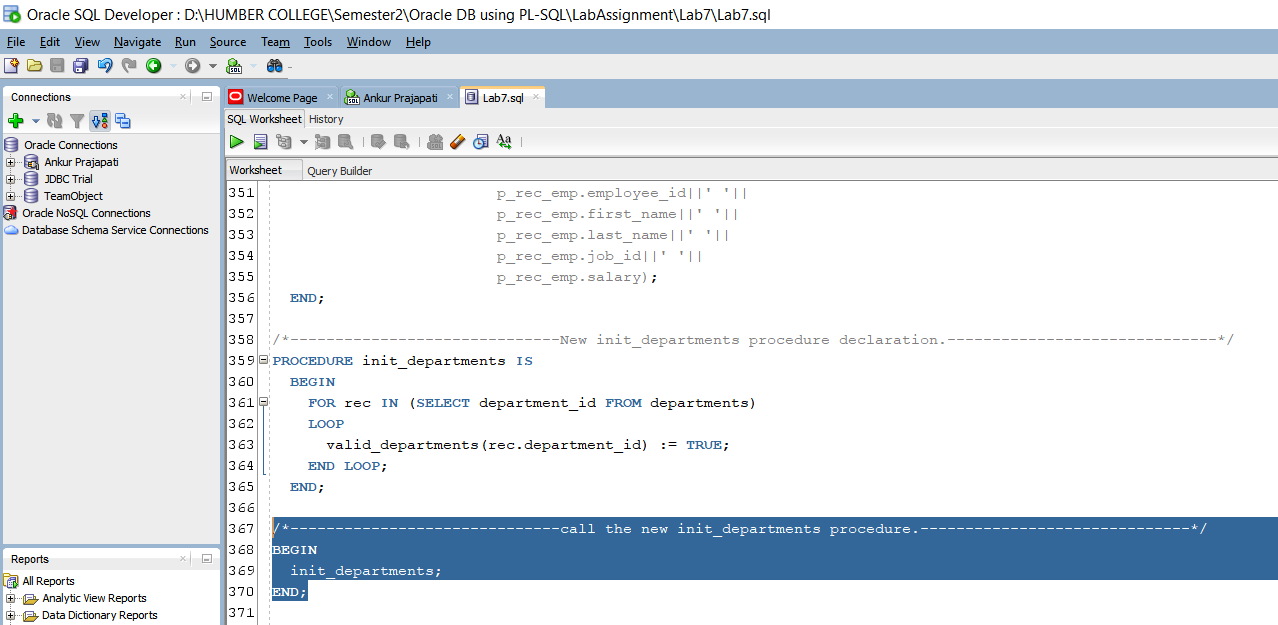 Oracle SQL Developer : D:\HUMBER COLLEGE\Semester2\Oracle DB using PL-SQL\LabAssignment\Lab7\Lab7.sql
File Edit View Navigate Run Source Team Tools Window Help
Connections
Oracle Connections
Ankur Prajapati
JDBC Trial
TeamObject
Oracle NoSQL Connections
Database Schema Service Connections
Reports
All Reports
Analytic View Reports
Data Dictionary Reports
Welcome Page Ankur Prajapati Lab7.sql
SQL Worksheet History
Worksheet Query Builder
351 p_rec_emp.employee_id||' '||
352 p_rec_emp.first_name||' '||
353 p_rec_emp.last_name||' '||
354 p_rec_emp.job_id||' '||
355 p_rec_emp.salary);
356 END;
357
358 /*------------------------------New init_departments procedure declaration.------------------------------*/
359 PROCEDURE init_departments IS
360 BEGIN
361 FOR rec IN (SELECT department_id FROM departments)
362 LOOP
363 valid_departments(rec.department_id) := TRUE;
364 END LOOP;
365 END;
366
367 /*------------------------------call the new init_departments procedure.------------------------------*/
368 BEGIN
369 init_departments;
370 END;
371